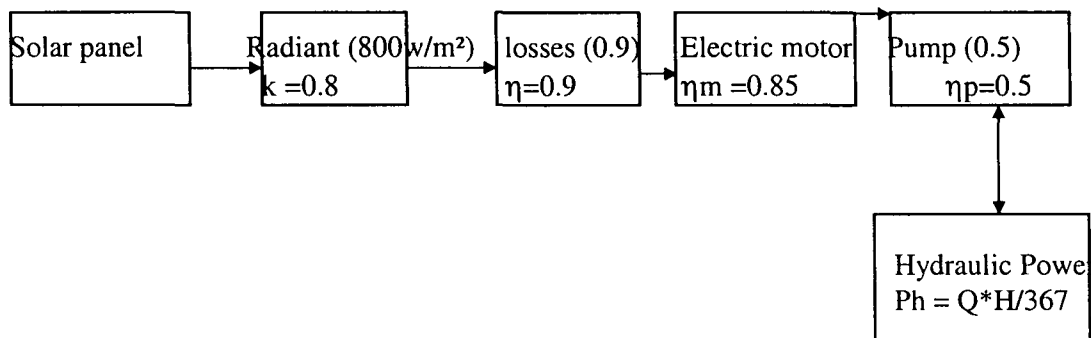 Solar panel
Radiant (800w/m²)
k =0.8
losses (0.9)
η=0.9
Electric motor
ηm =0.85
Pump (0.5)
ηp=0.5
Hydraulic Power
Ph = Q*H/367